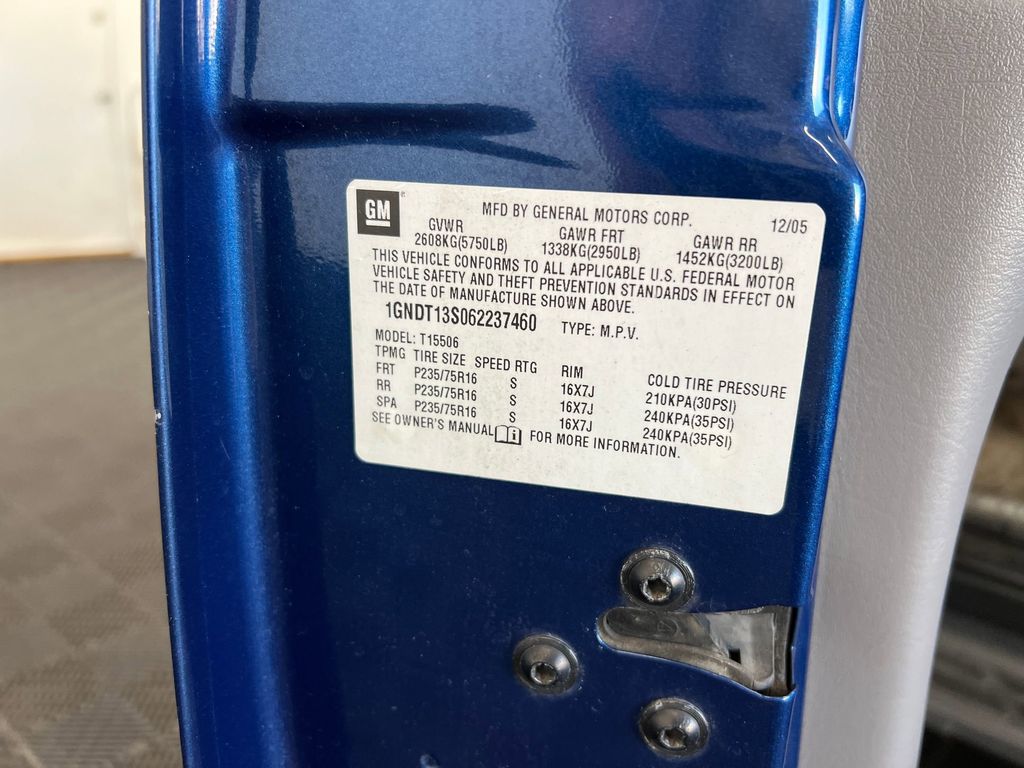 GM
MFD BY GENERAL MOTORS CORP. 12/05
GVWR GAWR FRT GAWR RR
2608KG(5750LB) 1338KG(2950LB) 1452KG(3200LB)
THIS VEHICLE CONFORMS TO ALL APPLICABLE U.S. FEDERAL MOTOR
VEHICLE SAFETY AND THEFT PREVENTION STANDARDS IN EFFECT ON
THE DATE OF MANUFACTURE SHOWN ABOVE.
1GNDT13S062237460 TYPE: M.P.V.
MODEL: T15506
TPMG TIRE SIZE SPEED RTG RIM COLD TIRE PRESSURE
FRT P235/75R16 S 16X7J 210KPA(30PSI)
RR P235/75R16 S 16X7J 240KPA(35PSI)
SPA P235/75R16 S 16X7J 240KPA(35PSI)
SEE OWNER'S MANUAL FOR MORE INFORMATION.